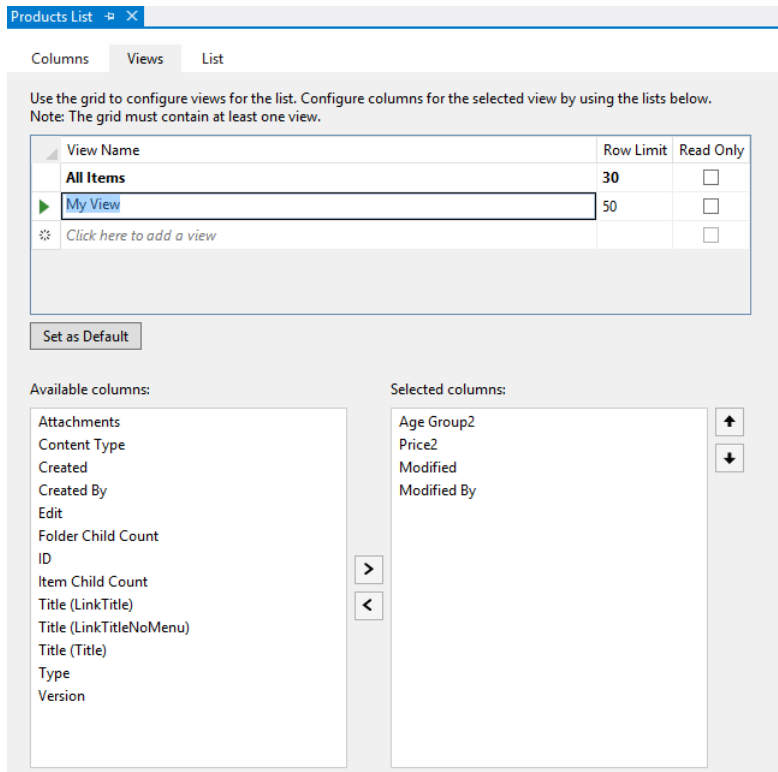 Products List
Columns Views List
Use the grid to configure views for the list. Configure columns for the selected view by using the lists below.
Note: The grid must contain at least one view.
View Name Row Limit Read Only
All Items 30
My View 50
Click here to add a view
Set as Default
Available columns: Selected columns:
Attachments Age Group2
Content Type Price2
Created Modified
Created By Modified By
Edit
Folder Child Count
ID
Item Child Count
Title (LinkTitle)
Title (LinkTitleNoMenu)
Title (Title)
Type
Version